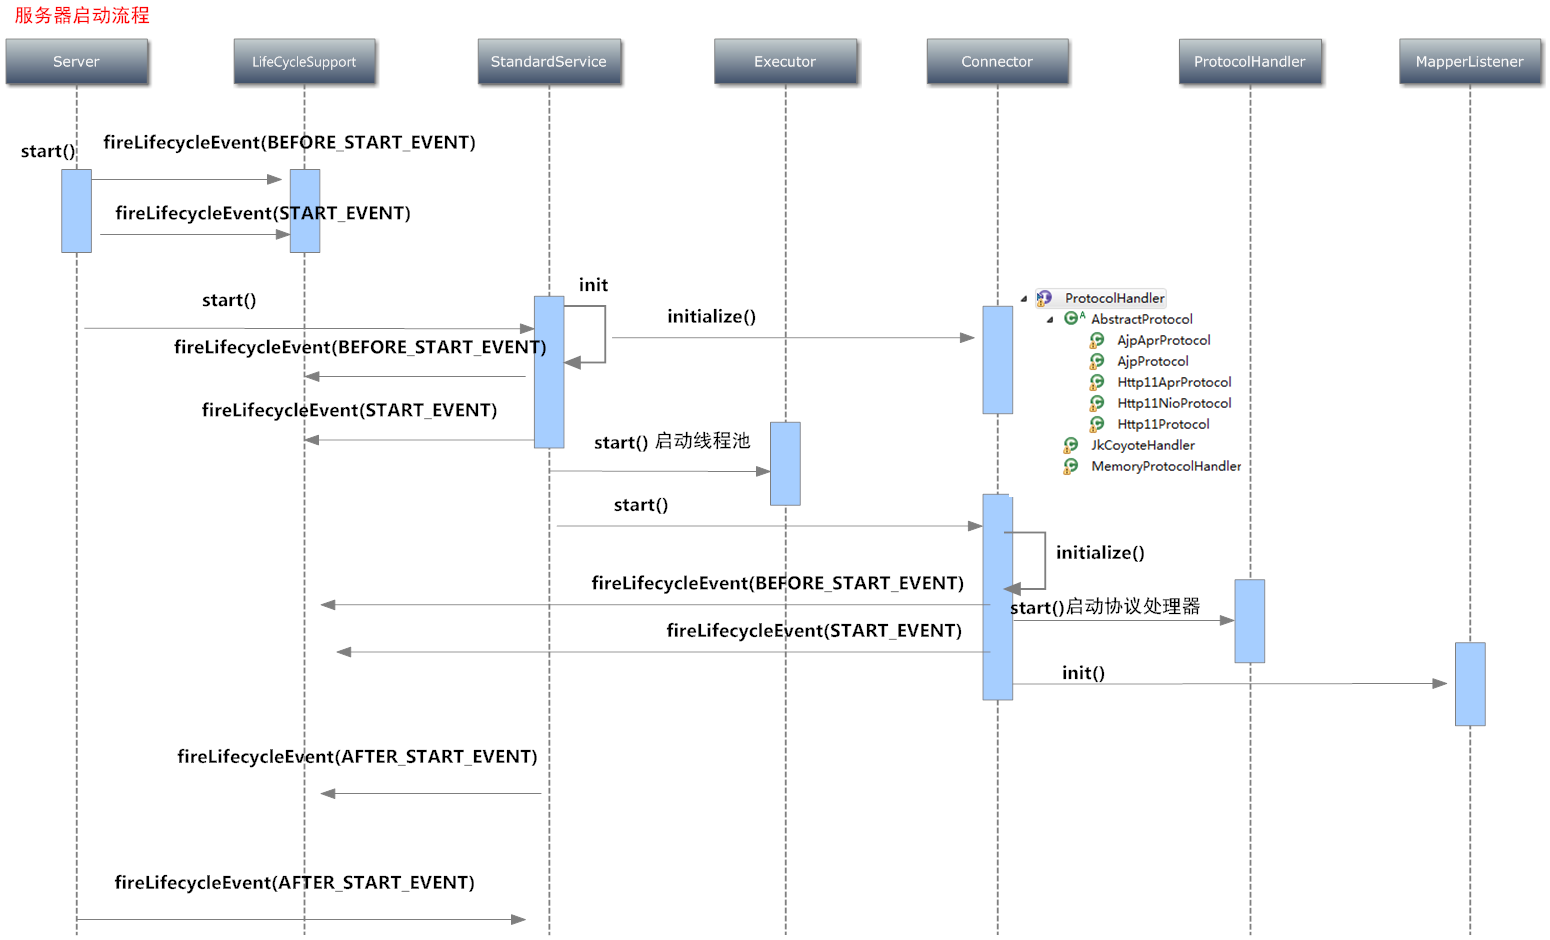 服务器启动流程
Server
LifeCycleSupport
StandardService
Executor
Connector
ProtocolHandler
MapperListener
fireLifecycleEvent(BEFORE_START_EVENT)
start()
fireLifecycleEvent(START_EVENT)
init
start()
ProtocolHandler
initialize()
AbstractProtocol
AjpAprProtocol
fireLifecycleEvent(BEFORE_START_EVENT)
AjpProtocol
Http11AprProtocol
Http11NioProtocol
fireLifecycleEvent(START_EVENT)
Http11Protocol
start() 启动线程池
JkCoyoteHandler
MemoryProtocolHandler
start()
initialize()
fireLifecycleEvent(BEFORE_START_EVENT)
start()启动协议处理器
fireLifecycleEvent(START_EVENT)
init()
fireLifecycleEvent(AFTER_START_EVENT)
fireLifecycleEvent(AFTER_START_EVENT)